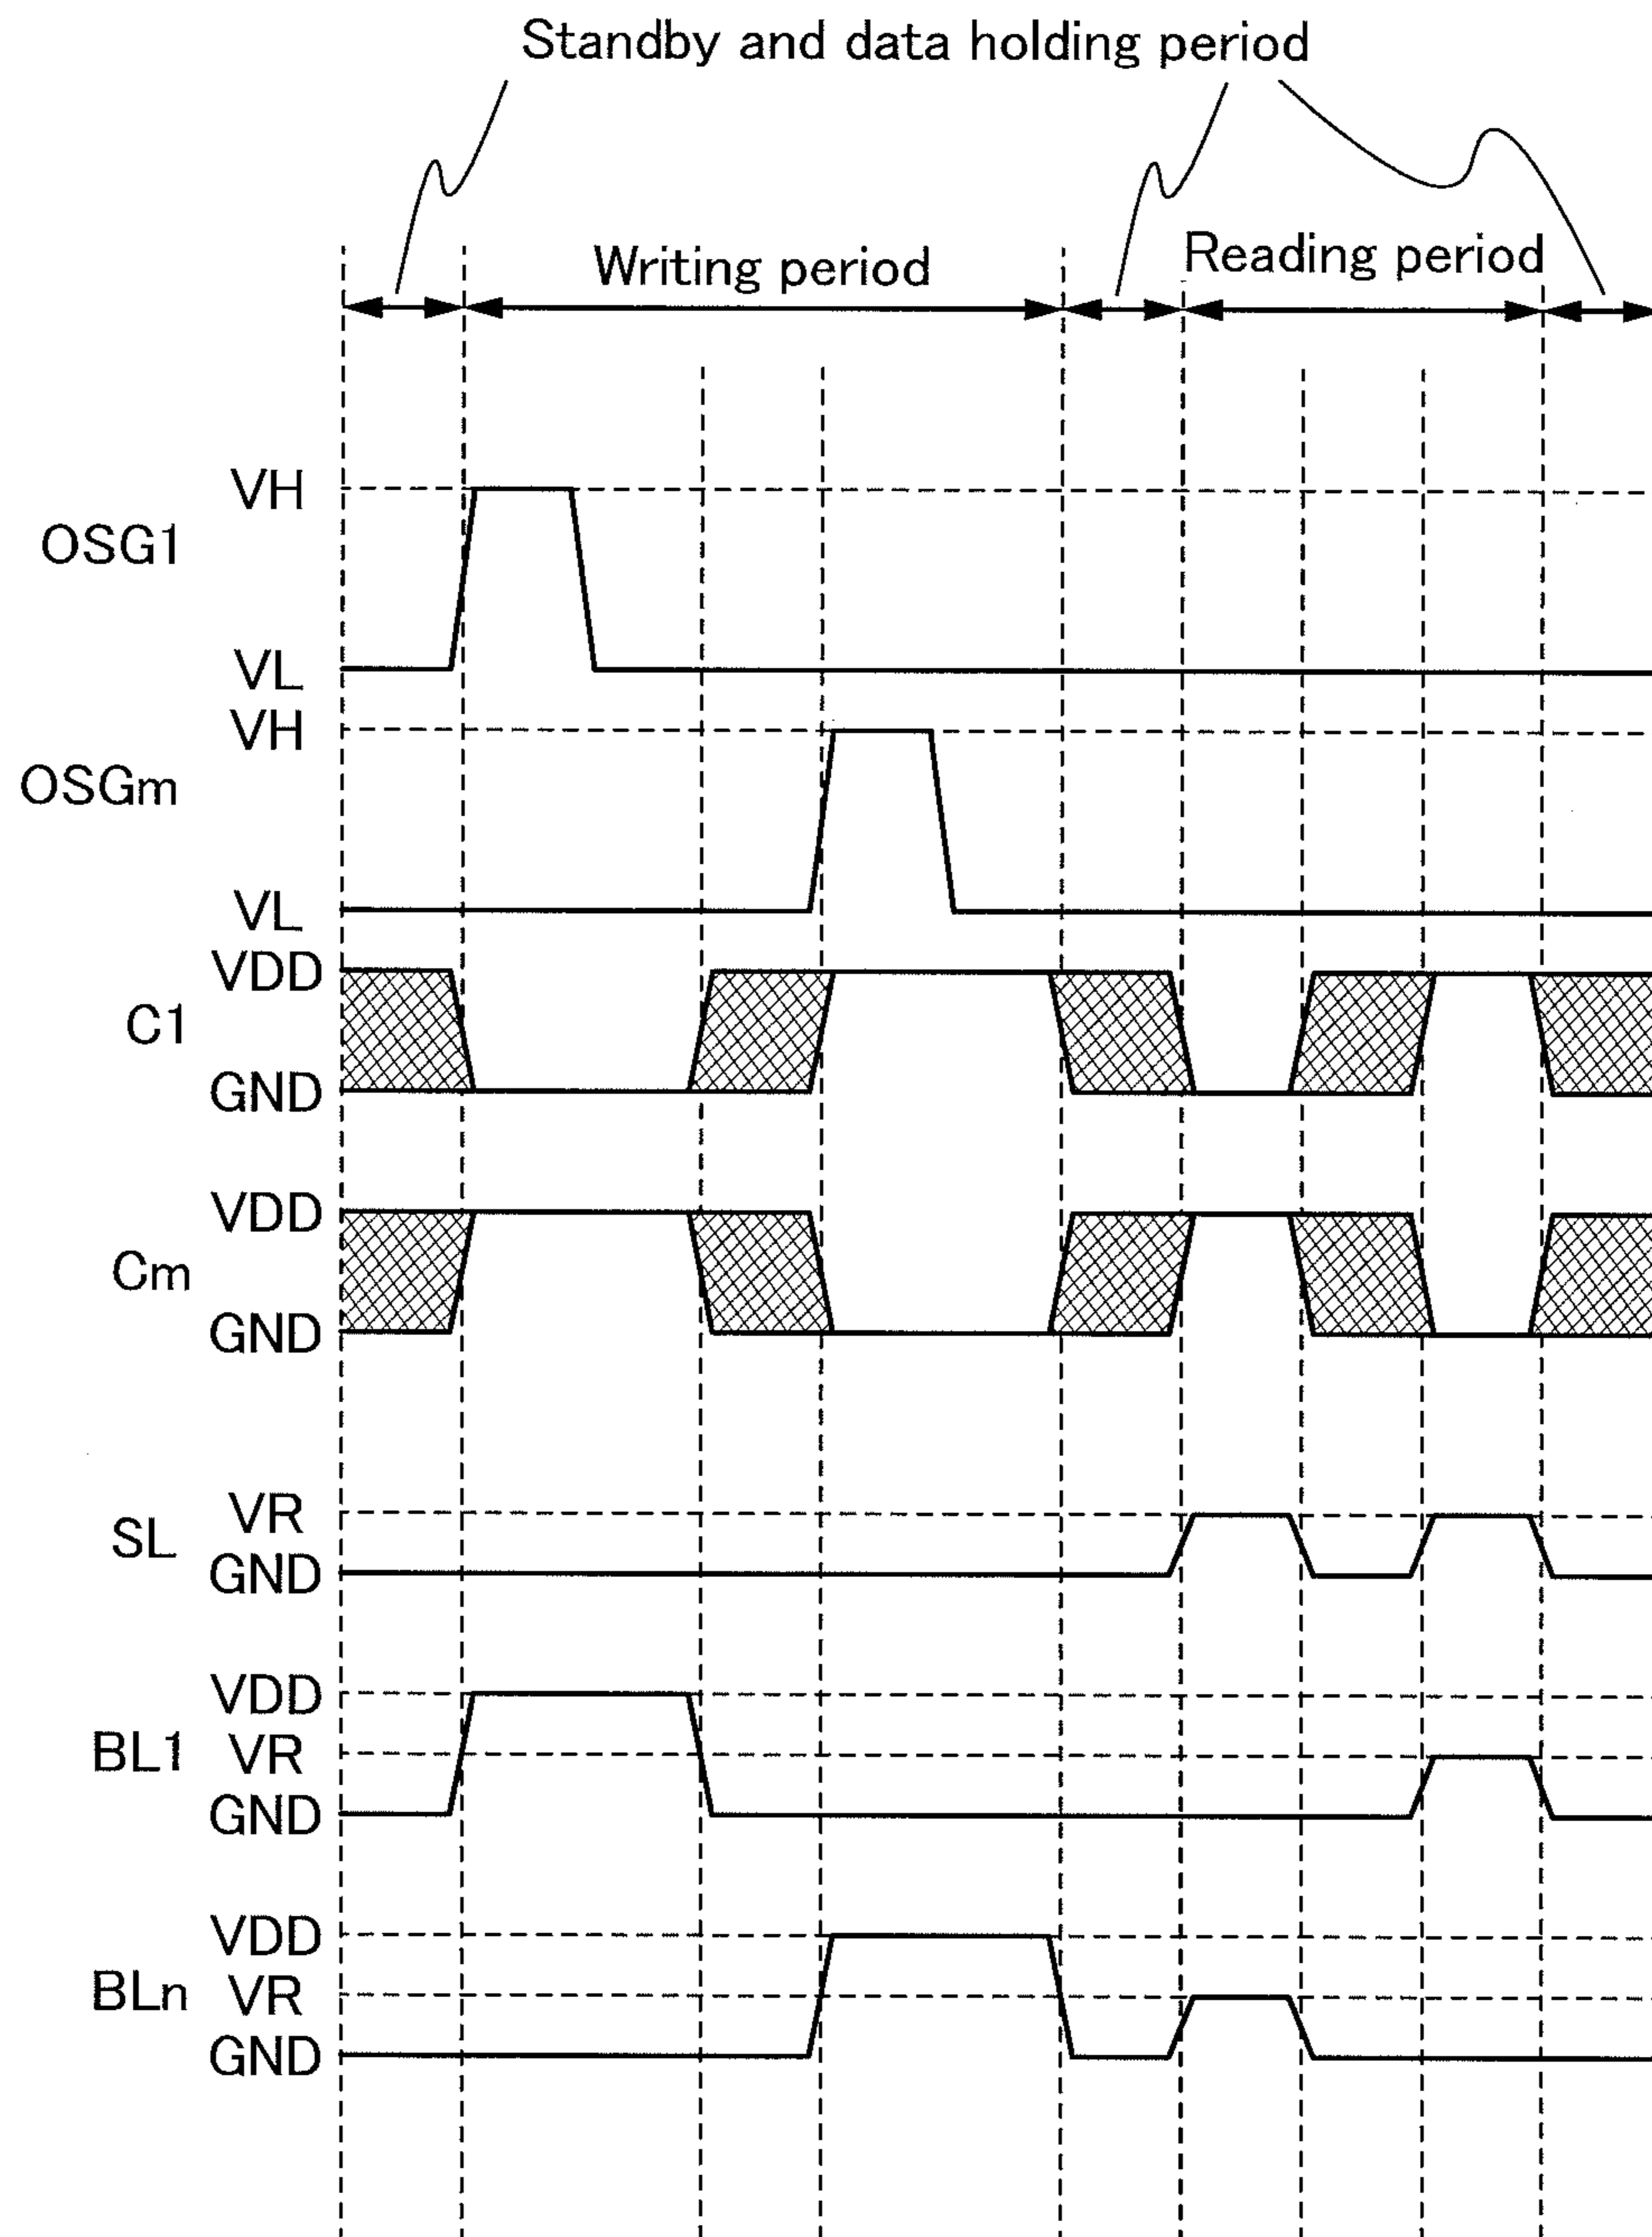 Standby and data holding period
Writing period
Reading period
VH
OSG1
VL
VH
OSGm
VL
VDD
C1
GND
VDD
Cm
GND
VR
SL
GND
VDD
BL1 VR
GND
VDD
BLn VR
GND